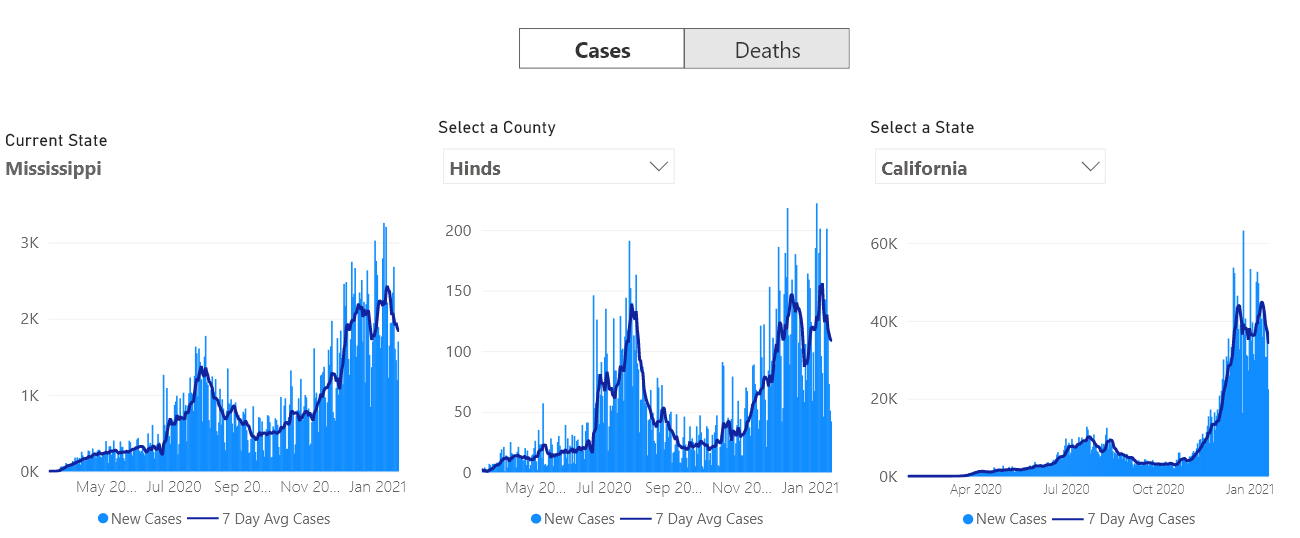 Cases Deaths
Current State
Mississippi
Select a County
Hinds
Select a State
California
3K
2K
1K
0K
May 20... Jul 2020 Sep 20... Nov 20... Jan 2021
New Cases 7 Day Avg Cases
200
150
100
50
0
May 20... Jul 2020 Sep 20... Nov 20... Jan 2021
New Cases 7 Day Avg Cases
60K
40K
20K
0K
Apr 2020 Jul 2020 Oct 2020 Jan 2021
New Cases 7 Day Avg Cases